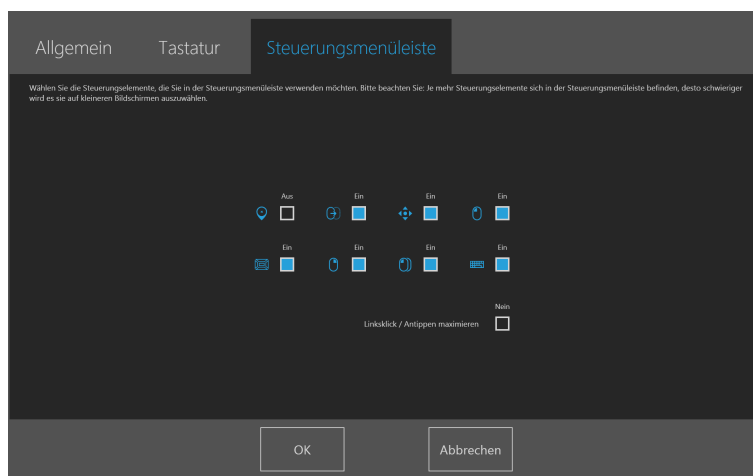 Allgemein Tastatur Steuerungsmenüleiste
Wählen Sie die Steuerungselemente, die Sie in der Steuerungsmenüleiste verwenden möchten. Bitte beachten Sie: Je mehr Steuerungselemente sich in der Steuerungsmenüleiste befinden, desto schwieriger
wird es sie auf kleineren Bildschirmen auszuwählen.
Aus Ein Ein Ein
Ein Ein Ein Ein
Nein
Linksklick / Antippen maximieren
OK Abbrechen